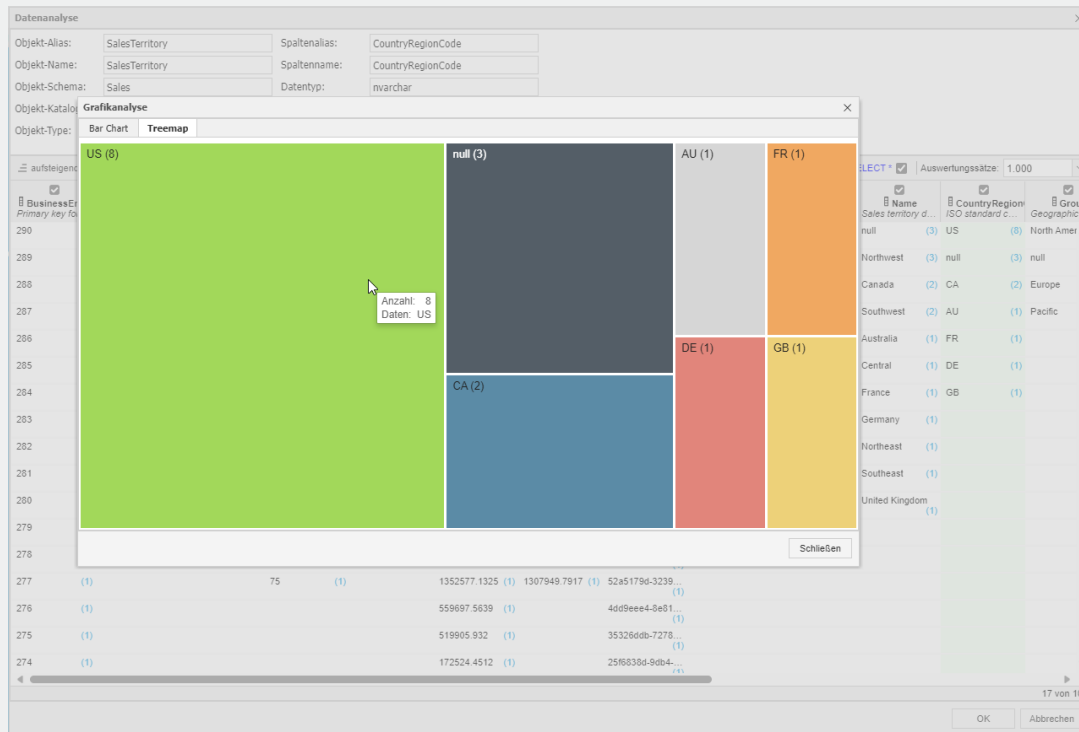 Datenanalyse
Objekt-Alias: SalesTerritory Spaltenalias: CountryRegionCode
Objekt-Name: SalesTerritory Spaltenname: CountryRegionCode
Objekt-Schema: Sales Datentyp: nvarchar
Objekt-Katalo
Objekt-Type:
Grafikanalyse
Bar Chart Treemap
US (8) null (3) AU (1) FR (1)
Anzahl: 8
Daten: US
DE (1) GB (1)
CA (2)
Schließen
aufsteigend ELECT * Auswertungssätze: 1.000
BusinessEn Name CountryRegion Grou
Primary key fo Sales territory d... ISO standard c... Geographic
290 null (3) US (8) North Amer
289 Northwest (3) null (3) null
288 Canada (2) CA (2) Europe
287 Southwest (2) AU (1) Pacific
286 Australia (1) FR (1)
285 Central (1) DE (1)
284 France (1) GB (1)
283 Germany (1)
282 Northeast (1)
281 Southeast (1)
280 United Kingdom
(1)
279
278
(1)
277 (1) 75 (1) 1352577.1325 (1) 1307949.7917 (1) 52a5179d-3239...
(1)
276 (1) 559697.5639 (1) 4dd9eee4-8e81...
(1)
275 (1) 519905.932 (1) 35326ddb-7278...
(1)
274 (1) 172524.4512 (1) 25f6838d-9db4-...
(1)
17 von 10
OK Abbrechen